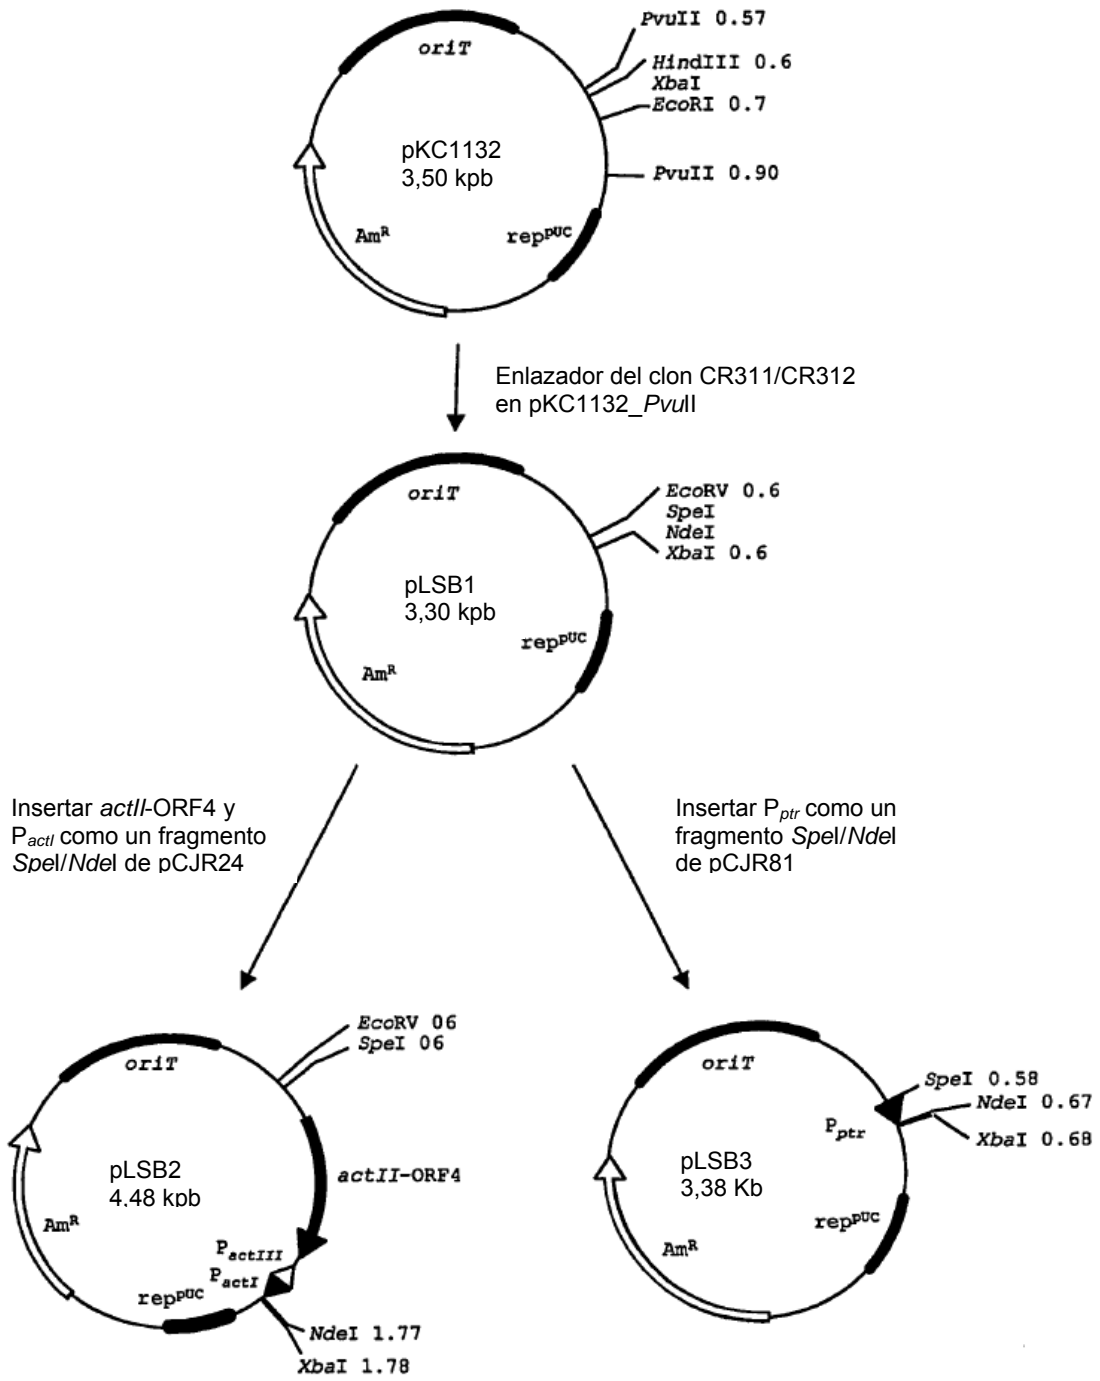 PvuII 0.57
oriT
HindIII 0.6
XbaI
EcoRI 0.7
pKC1132
3,50 kpb
PvuII 0.90
AmR
reppUC
Enlazador del clon CR311/CR312
en pKC1132_PvuII
oriT
EcoRV 0.6
SpeI
NdeI
XbaI 0.6
pLSB1
3,30 kpb
reppUC
AmR
Insertar actII-ORF4 y
PactI como un fragmento
SpeI/NdeI de pCJR24
Insertar Pptr como un
fragmento SpeI/NdeI
de pCJR81
EcoRV 06
SpeI 06
oriT
pLSB2
4,48 kpb
actII-ORF4
AmR
PactIII
PactI
reppUC
NdeI 1.77
XbaI 1.78
oriT
SpeI 0.58
NdeI 0.67
XbaI 0.68
Pptr
pLSB3
3,38 Kb
reppUC
AmR